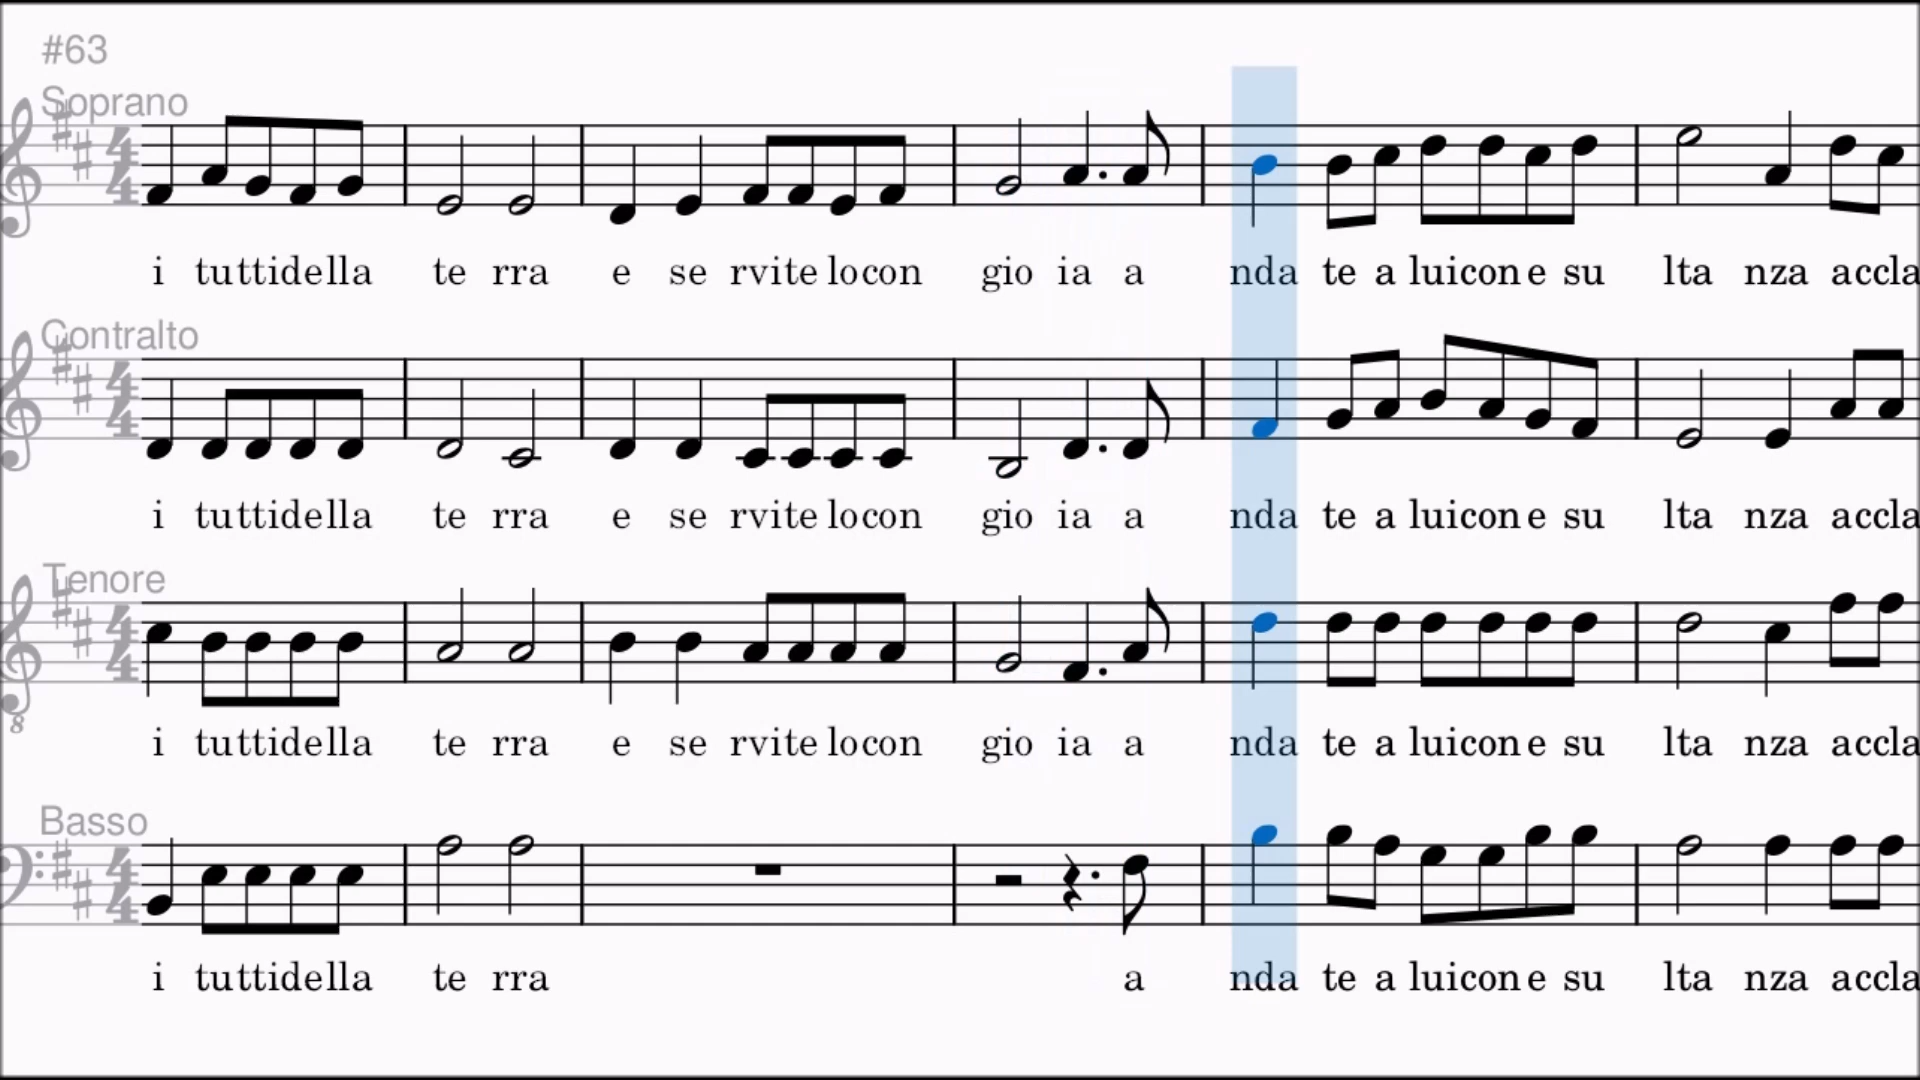 #63
Soprano
i tuttidella te rra e se rvite locon gio ia a nda te a luicon e su lta nza accla
Contralto
i tuttidella te rra e se rvite locon gio ia a nda te a luicon e su lta nza accla
Tenore
8
i tuttidella te rra e se rvite locon gio ia a nda te a luicon e su lta nza accla
Basso
i tuttidella te rra a nda te a luicon e su lta nza accla